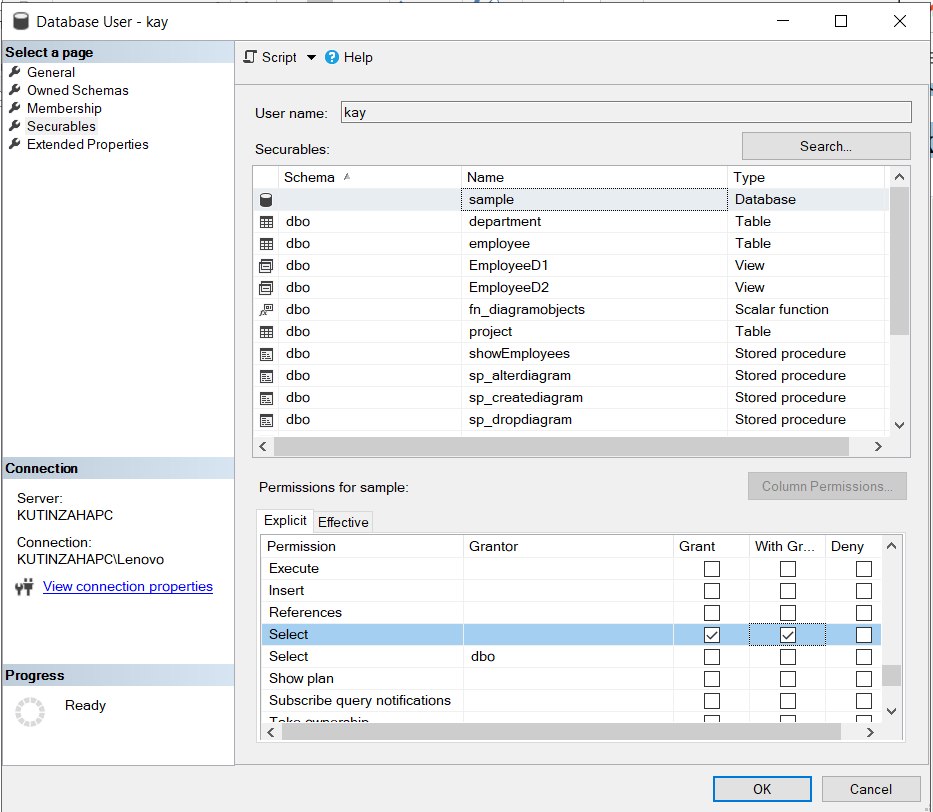 Database User - kay
Select a page
General
Owned Schemas
Membership
Securables
Extended Properties
Script Help
User name: kay
Securables: Search...
Schema Name Type
sample Database
dbo department Table
dbo employee Table
dbo EmployeeD1 View
dbo EmployeeD2 View
dbo fn_diagramobjects Scalar function
dbo project Table
dbo showEmployees Stored procedure
dbo sp_alterdiagram Stored procedure
dbo sp_creatediagram Stored procedure
dbo sp_dropdiagram Stored procedure
Connection
Server:
KUTINZAHAPC
Connection:
KUTINZAHAPC\Lenovo
View connection properties
Progress
Ready
Permissions for sample: Column Permissions...
Explicit Effective
Permission Grantor Grant With Gr... Deny
Execute
Insert
References
Select
Select dbo
Show plan
Subscribe query notifications
Take ownership
OK Cancel